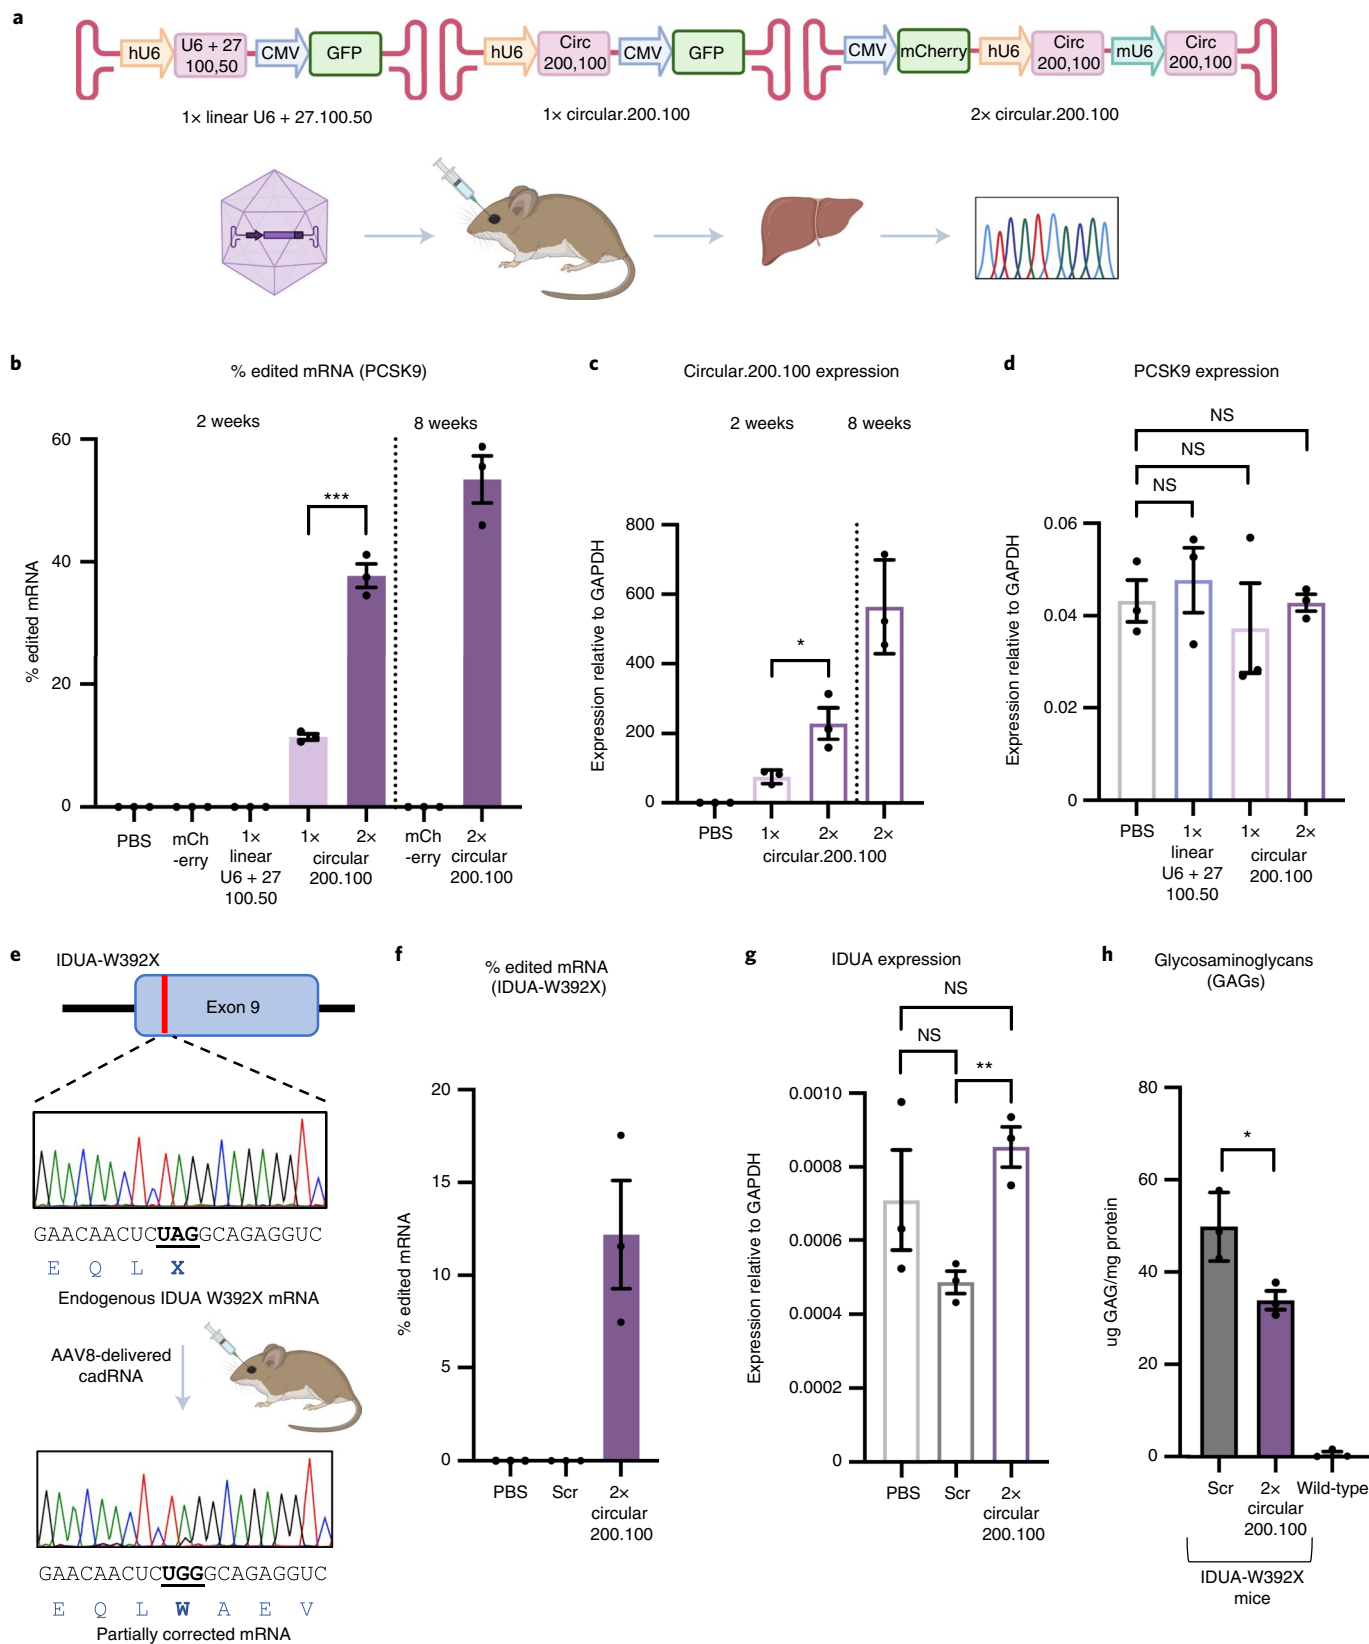 a
hU6
U6 + 27
100,50
CMV
GFP
1× linear U6 + 27.100.50
hU6
Circ
200,100
CMV
GFP
1× circular.200.100
CMV
mCherry
hU6
Circ
200,100
mU6
Circ
200,100
2× circular.200.100
b
% edited mRNA (PCSK9)
2 weeks
8 weeks
% edited mRNA
60
40
20
0
***
PBS
mCh
-erry
1×
linear
U6 + 27
100.50
1×
2×
circular
200.100
mCh
-erry
2×
circular
200.100
c
Circular.200.100 expression
2 weeks
8 weeks
Expression relative to GAPDH
800
600
400
200
0
*
PBS
1×
2×
2×
circular.200.100
d
PCSK9 expression
NS
NS
NS
Expression relative to GAPDH
0.06
0.04
0.02
0
PBS
1×
linear
U6 + 27
100.50
1×
2×
circular
200.100
e
IDUA-W392X
Exon 9
GAACAACUCUAGGCAGAGGUC
E Q L X
Endogenous IDUA W392X mRNA
AAV8-delivered
cadRNA
GAACAACUCUGGGCAGAGGUC
E Q L W A E V
Partially corrected mRNA
f
% edited mRNA
(IDUA-W392X)
% edited mRNA
20
15
10
5
0
PBS
Scr
2×
circular
200.100
g
IDUA expression
NS
NS
**
Expression relative to GAPDH
0.0010
0.0008
0.0006
0.0004
0.0002
0
PBS
Scr
2×
circular
200.100
h
Glycosaminoglycans
(GAGs)
ug GAG/mg protein
80
60
40
20
0
*
Scr
2×
circular
200.100
Wild-type
IDUA-W392X
mice